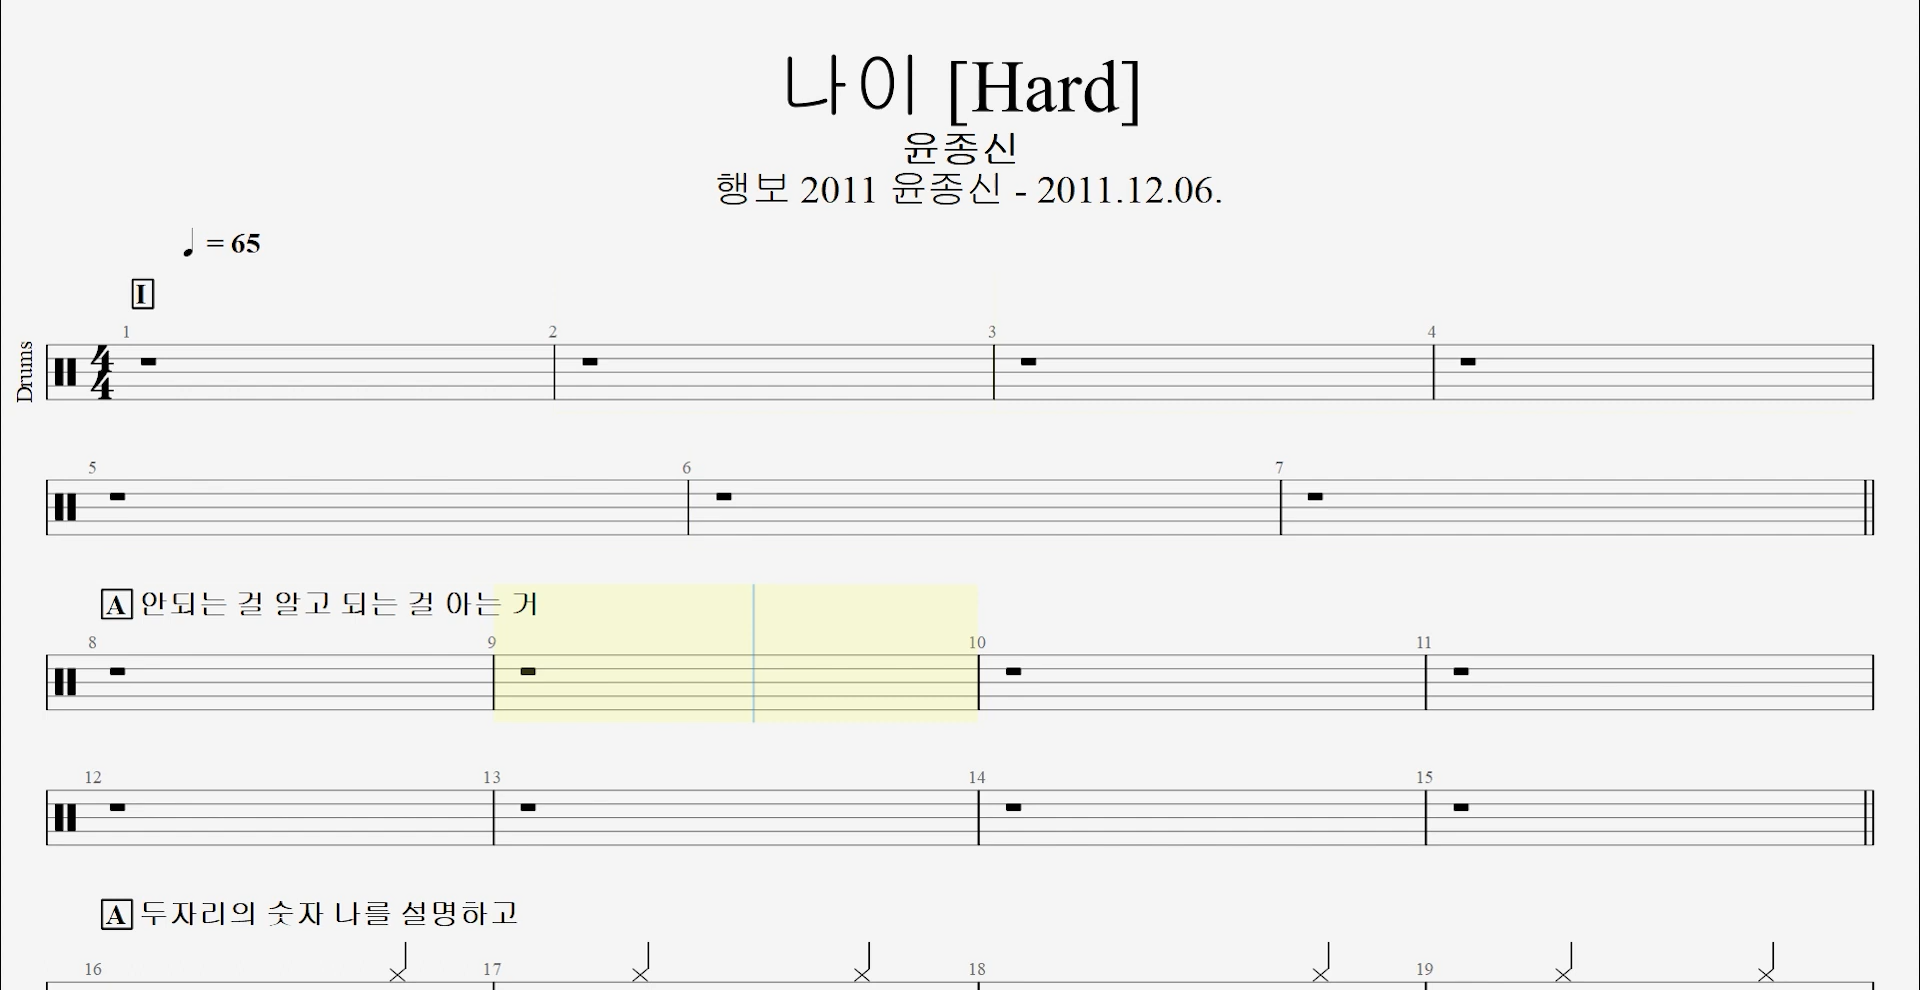 나이 [Hard]
윤종신
행보 2011 윤종신 - 2011.12.06.
♩ = 65
I
1 2 3 4
Drums
4
4
5 6 7
A 안되는 걸 알고 되는 걸 아는 거
8 9 10 11
12 13 14 15
A 두자리의 숫자 나를 설명하고
16 17 18 19